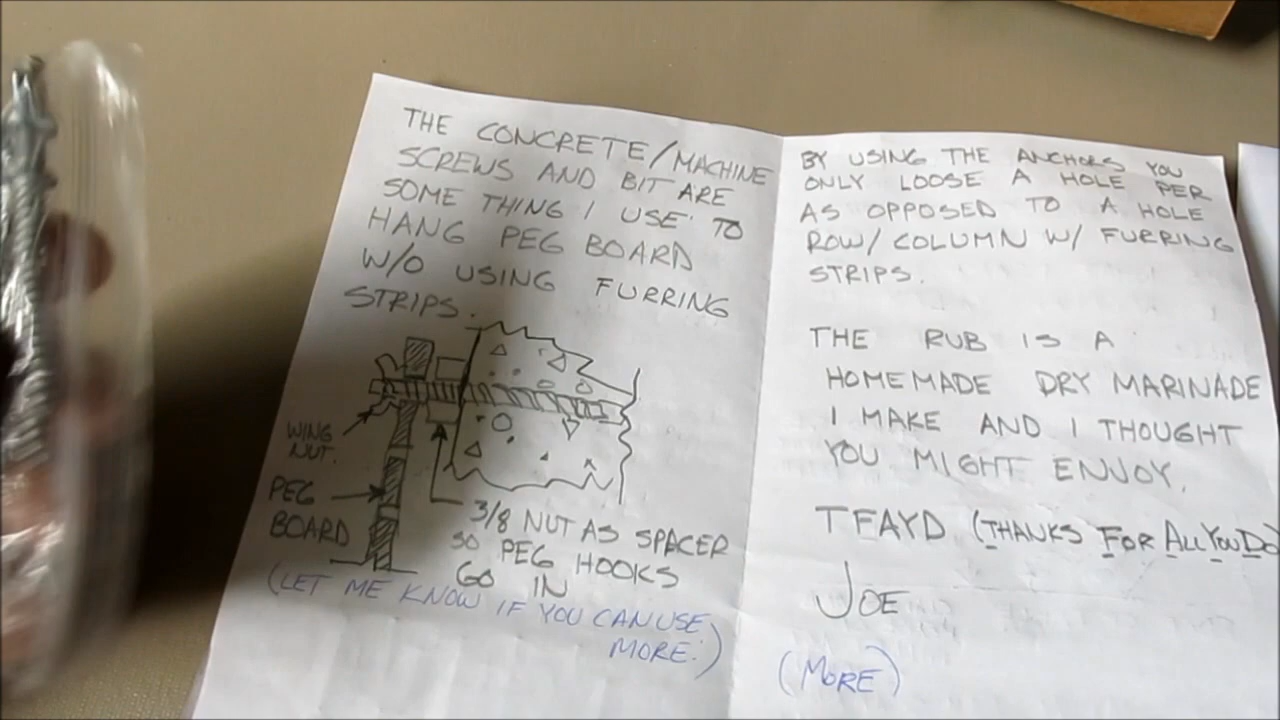 THE CONCRETE/MACHINE
SCREWS AND BIT ARE
SOME THING I USE TO
HANG PEG BOARD
W/O USING FURRING
STRIPS.
WING
NUT.
PEG
BOARD
3/8 NUT AS SPACER
SO PEG HOOKS
GO IN
(LET ME KNOW IF YOU CAN USE
MORE.)
BY USING THE ANCHORS YOU
ONLY LOOSE A HOLE PER
AS OPPOSED TO A HOLE
ROW/COLUMN W/ FURRING
STRIPS.
THE RUB IS A
HOMEMADE DRY MARINADE
I MAKE AND I THOUGHT
YOU MIGHT ENJOY.
TFAYD (THANKS FOR ALL YOU DO
JOE
(MORE)